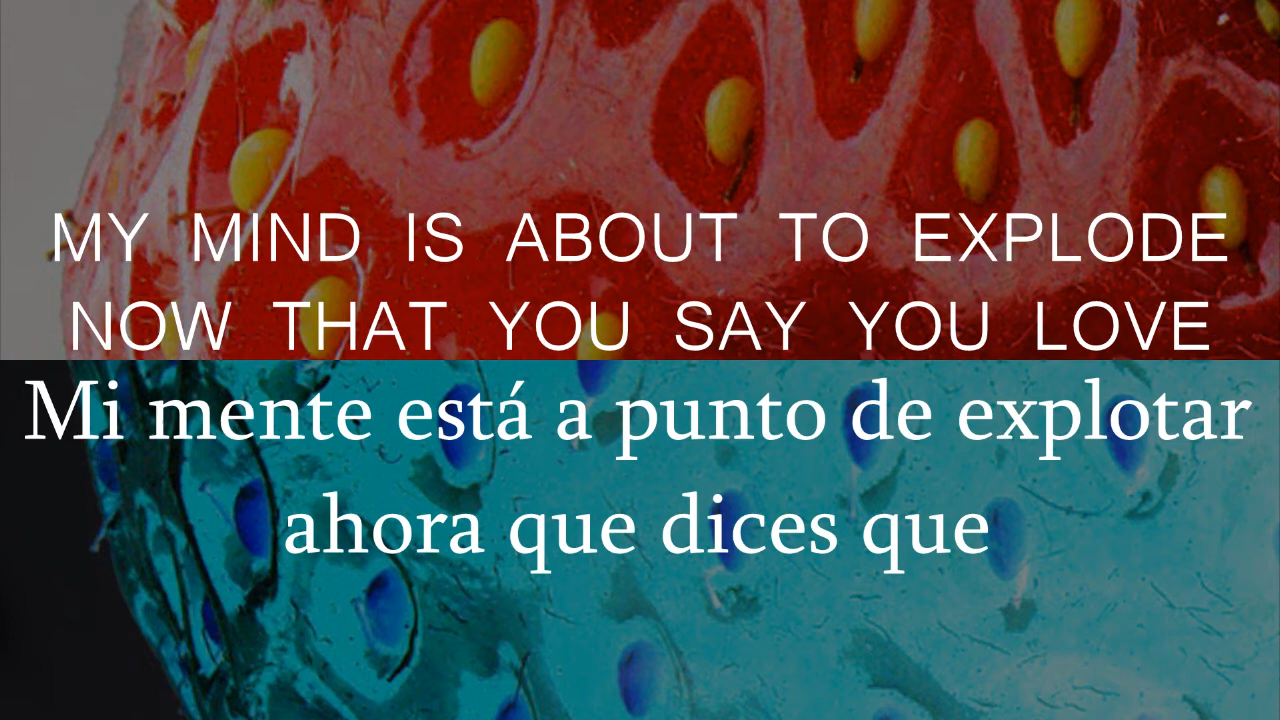 MY MIND IS ABOUT TO EXPLODE
NOW THAT YOU SAY YOU LOVE
Mi mente está a punto de explotar
ahora que dices que